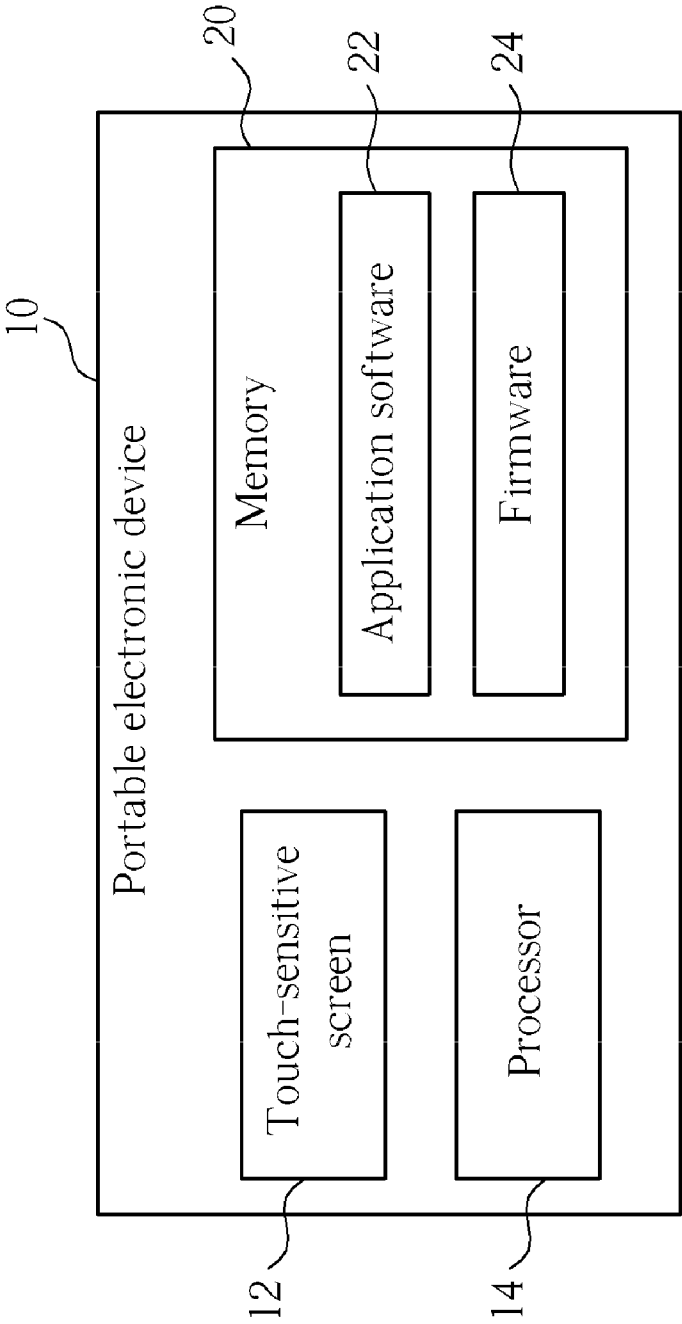 10
Portable electronic device
20
Memory
22
Application software
24
Firmware
12
Touch-sensitive
screen
14
Processor